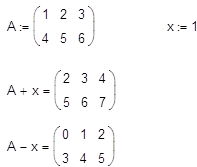 A := ( 1 2 3 x := 1
4 5 6 )
A + x = ( 2 3 4
5 6 7 )
A − x = ( 0 1 2
3 4 5 )